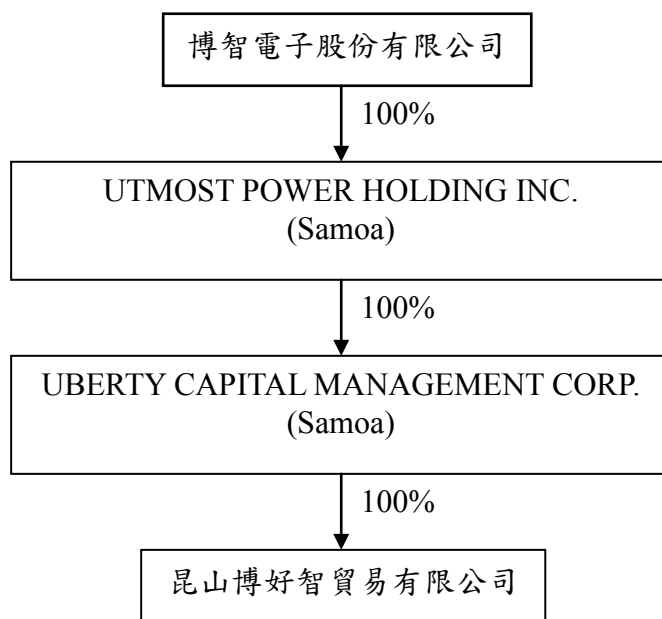 博智電子股份有限公司
100%
UTMOST POWER HOLDING INC.
(Samoa)
100%
UBERTY CAPITAL MANAGEMENT CORP.
(Samoa)
100%
昆山博好智貿易有限公司